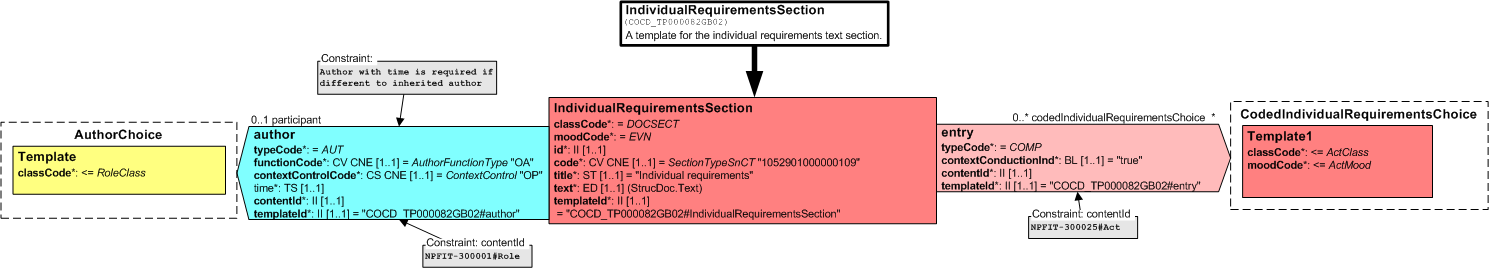 IndividualRequirementsSection
(COCD_TP000082GB02)
A template for the individual requirements text section.
Constraint:
Author with time is required if
different to inherited author
AuthorChoice
Template
classCode*: <= RoleClass
0..1 participant
author
typeCode*: = AUT
functionCode*: CV CNE [1..1] = AuthorFunctionType "OA"
contextControlCode*: CS CNE [1..1] = ContextControl "OP"
time*: TS [1..1]
contentId*: II [1..1]
templateId*: II [1..1] = "COCD_TP000082GB02#author"
Constraint: contentId
NPFIT-300001#Role
IndividualRequirementsSection
classCode*: = DOCSECT
moodCode*: = EVN
id*: II [1..1]
code*: CV CNE [1..1] = SectionTypeSnCT "1052901000000109"
title*: ST [1..1] = "Individual requirements"
text*: ED [1..1] (StrucDoc.Text)
templateId*: II [1..1]
= "COCD_TP000082GB02#IndividualRequirementsSection"
0..* codedIndividualRequirementsChoice *
entry
typeCode*: = COMP
contextConductionInd*: BL [1..1] = "true"
contentId*: II [1..1]
templateId*: II [1..1] = "COCD_TP000082GB02#entry"
Constraint: contentId
NPFIT-300025#Act
CodedIndividualRequirementsChoice
Template1
classCode*: <= ActClass
moodCode*: <= ActMood